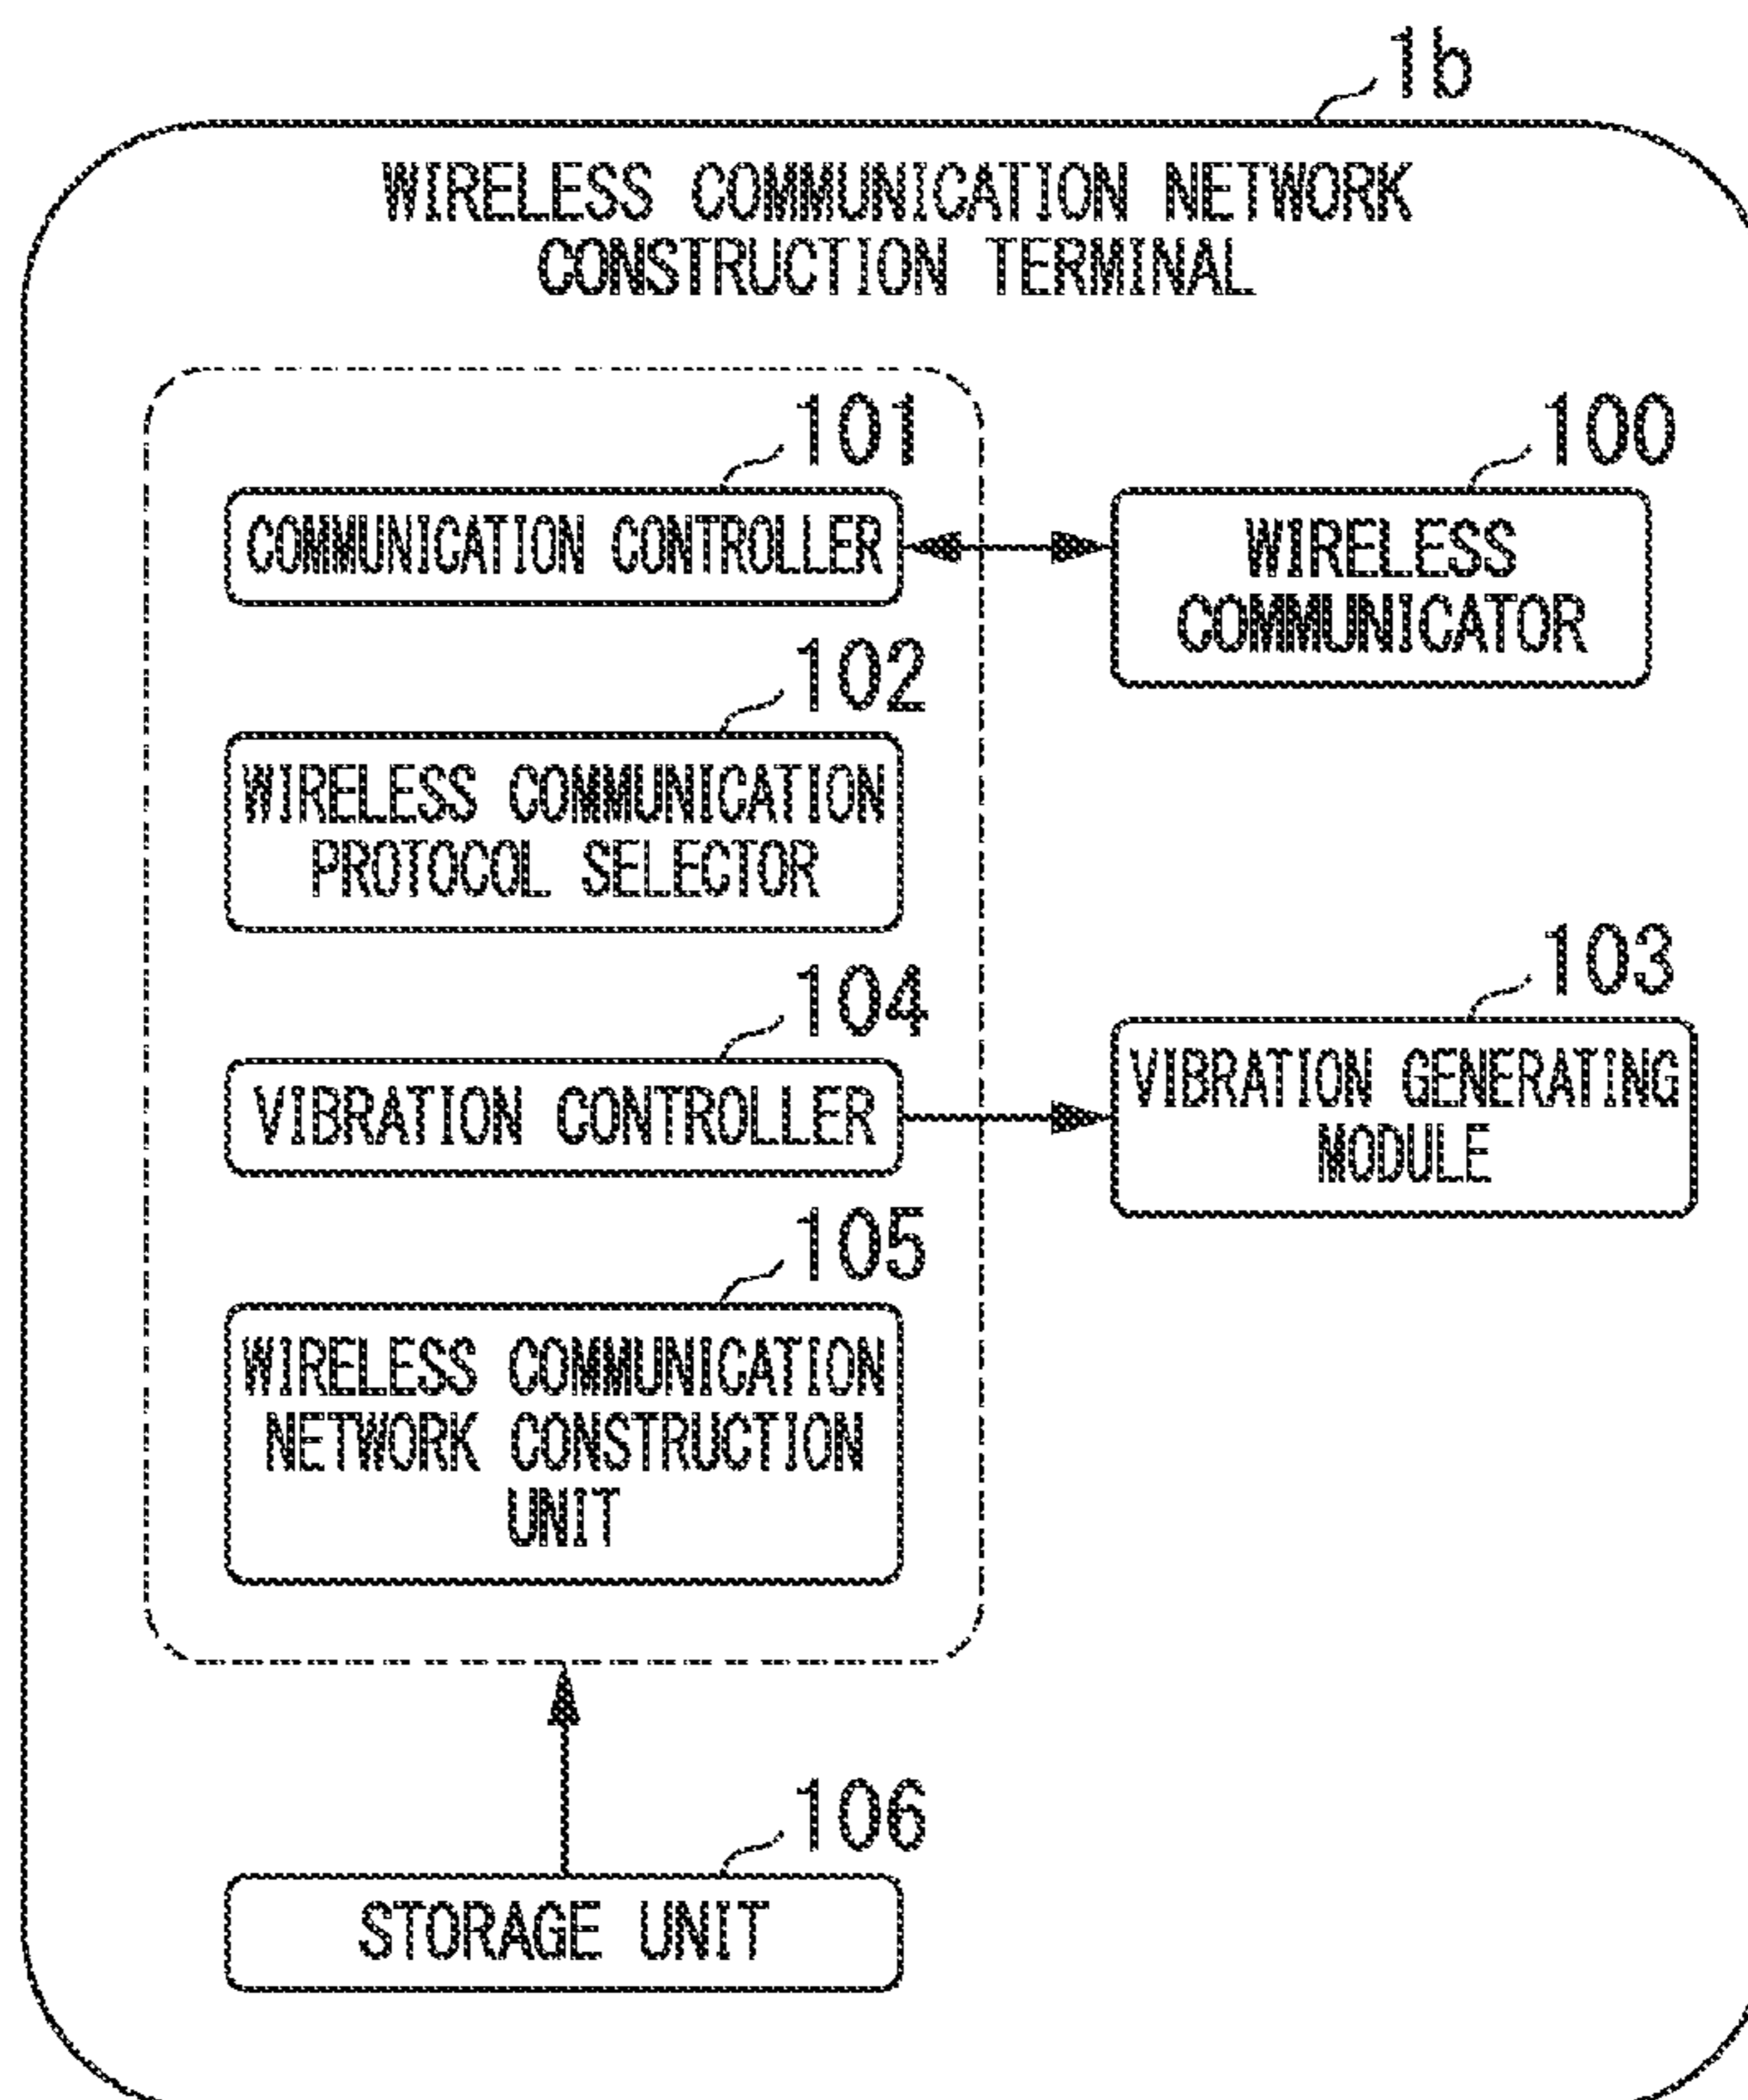 1b
WIRELESS COMMUNICATION NETWORK
CONSTRUCTION TERMINAL
101
COMMUNICATION CONTROLLER
100
WIRELESS
COMMUNICATOR
102
WIRELESS COMMUNICATION
PROTOCOL SELECTOR
104
VIBRATION CONTROLLER
103
VIBRATION GENERATING
MODULE
105
WIRELESS COMMUNICATION
NETWORK CONSTRUCTION
UNIT
106
STORAGE UNIT